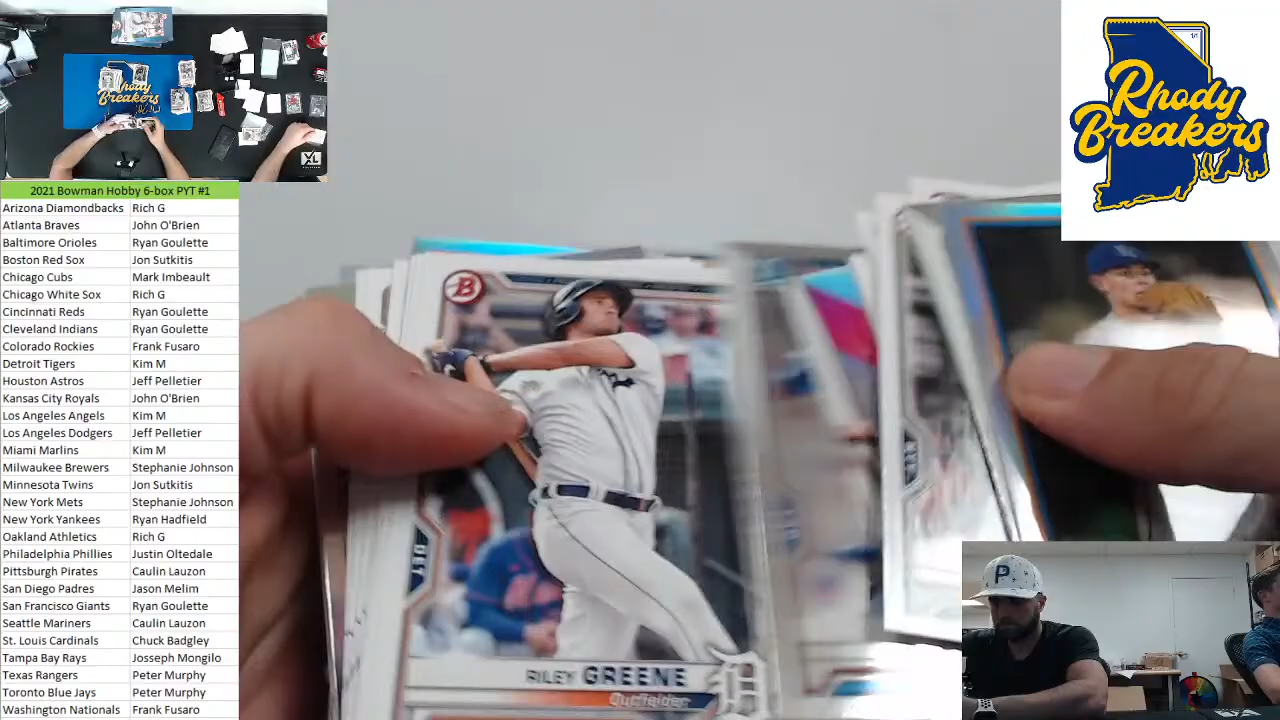 2021 Bowman Hobby 6-box PYT #1
Arizona Diamondbacks Rich G
Atlanta Braves John O'Brien
Baltimore Orioles Ryan Goulette
Boston Red Sox Jon Sutkitis
Chicago Cubs Mark Imbeault
Chicago White Sox Rich G
Cincinnati Reds Ryan Goulette
Cleveland Indians Ryan Goulette
Colorado Rockies Frank Fusaro
Detroit Tigers Kim M
Houston Astros Jeff Pelletier
Kansas City Royals John O'Brien
Los Angeles Angels Kim M
Los Angeles Dodgers Jeff Pelletier
Miami Marlins Kim M
Milwaukee Brewers Stephanie Johnson
Minnesota Twins Jon Sutkitis
New York Mets Stephanie Johnson
New York Yankees Ryan Hadfield
Oakland Athletics Rich G
Philadelphia Phillies Justin Oltedale
Pittsburgh Pirates Caulin Lauzon
San Diego Padres Jason Melim
San Francisco Giants Ryan Goulette
Seattle Mariners Caulin Lauzon
St. Louis Cardinals Chuck Badgley
Tampa Bay Rays Josseph Mongilo
Texas Rangers Peter Murphy
Toronto Blue Jays Peter Murphy
Washington Nationals Frank Fusaro
Rhody
Breakers
XL
B
DET
RILEY GREENE
Outfielder
D
Rhody
Breakers
1/1
P